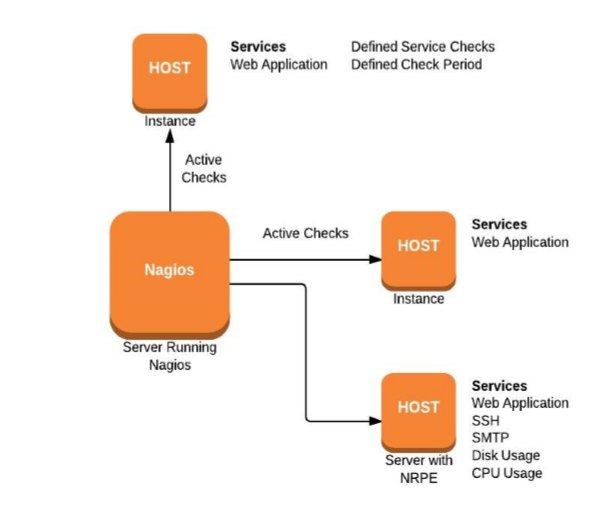 HOST
Services
Web Application
Defined Service Checks
Defined Check Period
Instance
Active
Checks
Nagios
Server Running
Nagios
Active Checks
HOST
Services
Web Application
Instance
HOST
Services
Web Application
SSH
SMTP
Disk Usage
CPU Usage
Server with
NRPE